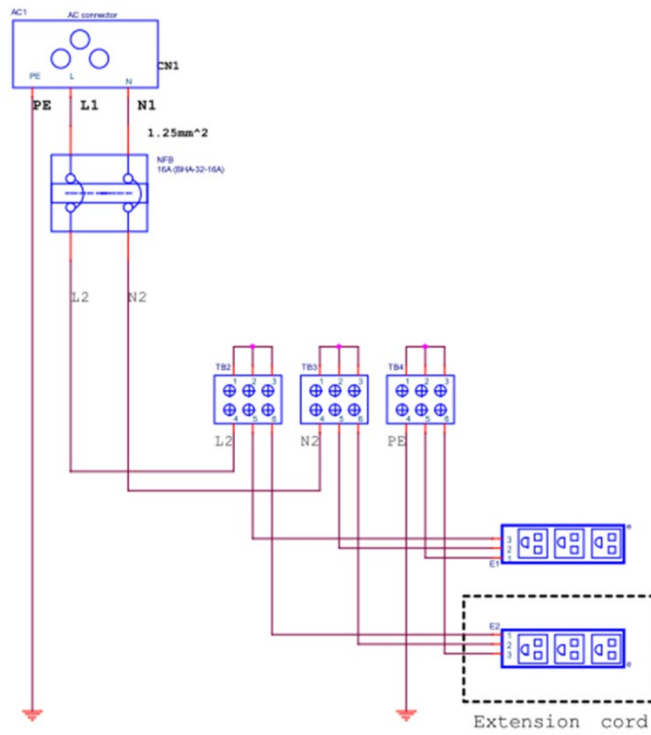 AC1 AC connector
PE L N
CN1
PE L1 N1
1.25mm^2
NFB
16A (BHA-32-16A)
L2 N2
TB2 TB3 TB4
1 2 3 1 2 3 1 2 3
4 5 6 4 5 6 4 5 6
L2 N2 PE
3
2
1
E1
E2
1
2
3
Extension cord